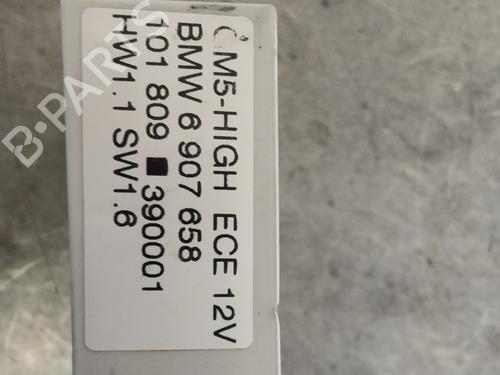 M5-HIGH ECE 12V
BMW 6 907 658
101 809 ■ 390001
HW1.1 SW1.6
B-PARTS